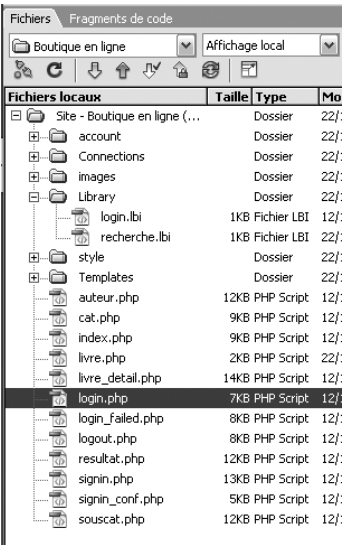 Fichiers Fragments de code
Boutique en ligne Affichage local
Fichiers locaux Taille Type Mo
Site - Boutique en ligne (... Dossier 22/
account Dossier 22/
Connections Dossier 22/
images Dossier 22/
Library Dossier 22/
login.lbi 1KB Fichier LBI 12/
recherche.lbi 1KB Fichier LBI 22/
style Dossier 22/
Templates Dossier 22/
auteur.php 12KB PHP Script 12/
cat.php 9KB PHP Script 12/
index.php 9KB PHP Script 12/
livre.php 2KB PHP Script 22/
livre_detail.php 14KB PHP Script 12/
login.php 7KB PHP Script 12/
login_failed.php 8KB PHP Script 12/
logout.php 8KB PHP Script 12/
resultat.php 12KB PHP Script 12/
signin.php 13KB PHP Script 12/
signin_conf.php 5KB PHP Script 12/
souscat.php 12KB PHP Script 12/